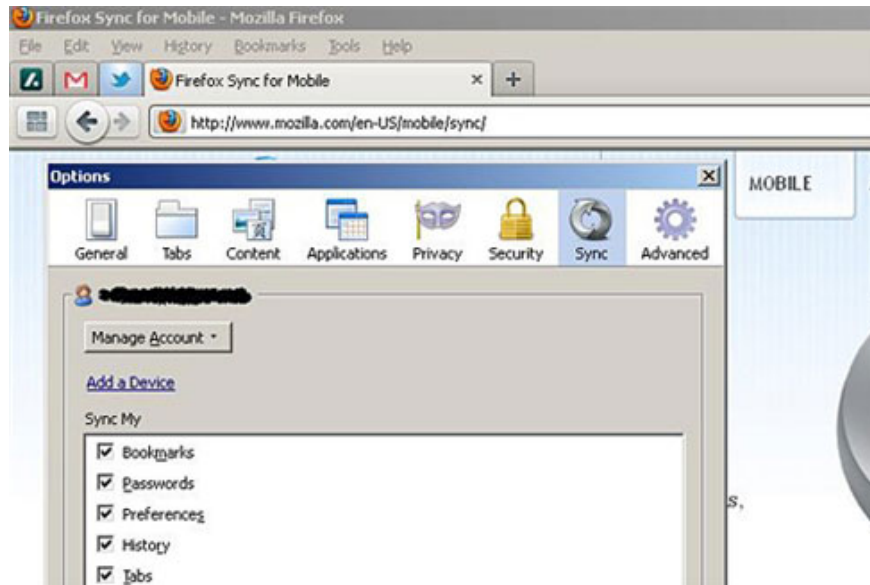 Firefox Sync for Mobile - Mozilla Firefox
File Edit View History Bookmarks Tools Help
Firefox Sync for Mobile × +
http://www.mozilla.com/en-US/mobile/sync/
Options
MOBILE
General Tabs Content Applications Privacy Security Sync Advanced
Manage Account
Add a Device
Sync My
Bookmarks
Passwords
s,
Preferences
History
Tabs